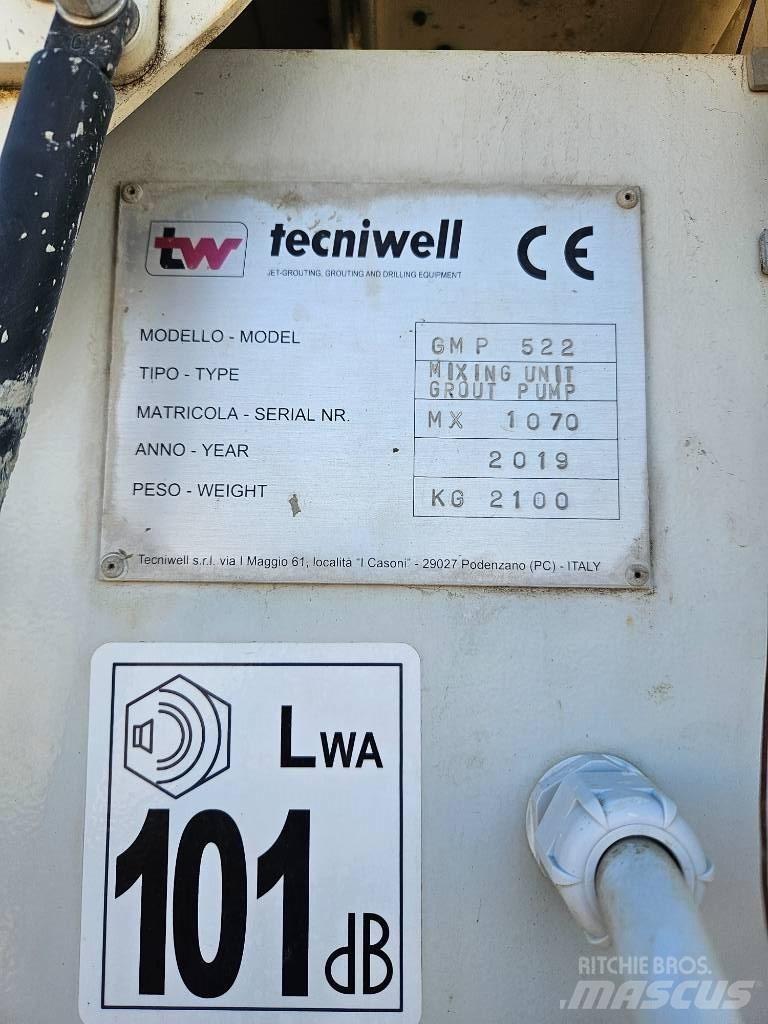 tw tecniwell CE
JET-GROUTING, GROUTING AND DRILLING EQUIPMENT
MODELLO - MODEL GMP 522
TIPO - TYPE MIXING UNIT
GROUT PUMP
MATRICOLA - SERIAL NR. MX 1070
ANNO - YEAR 2019
PESO - WEIGHT KG 2100
Tecniwell s.r.l. via I Maggio 61, località "I Casoni" - 29027 Podenzano (PC) - ITALY
LWA
101 dB
RITCHIE BROS.
MASCUS